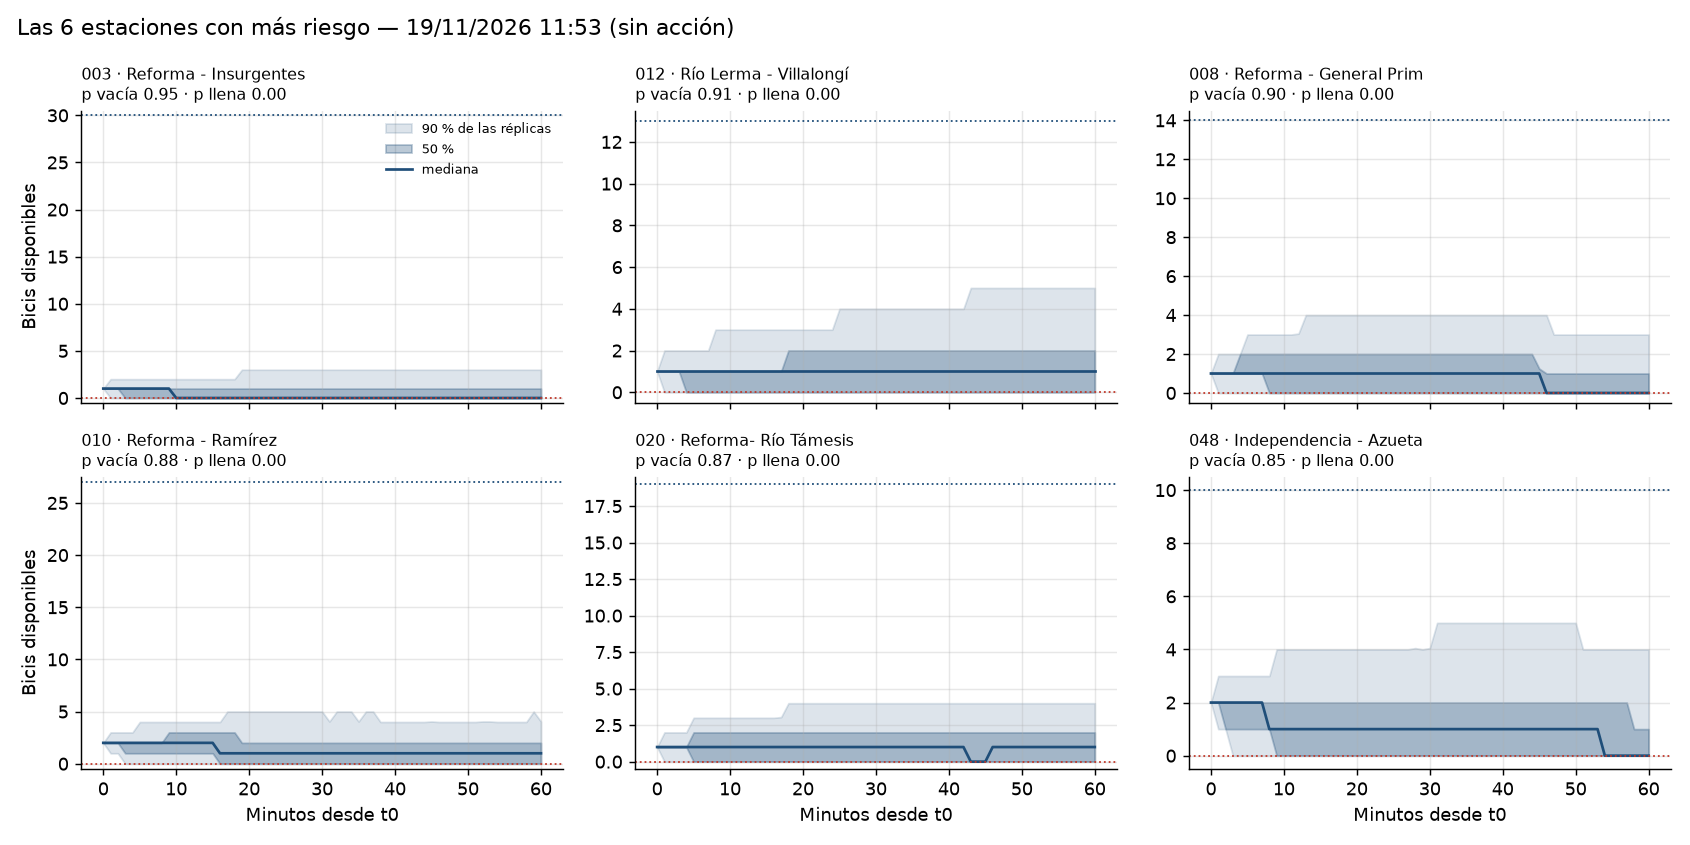 Las 6 estaciones con más riesgo — 19/11/2026 11:53 (sin acción)
003 · Reforma - Insurgentes
p vacía 0.95 · p llena 0.00
30
25
20
15
10
5
0
Bicis disponibles
90 % de las réplicas
50 %
mediana
012 · Río Lerma - Villalongí
p vacía 0.91 · p llena 0.00
12
10
8
6
4
2
0
008 · Reforma - General Prim
p vacía 0.90 · p llena 0.00
14
12
10
8
6
4
2
0
010 · Reforma - Ramírez
p vacía 0.88 · p llena 0.00
25
20
15
10
5
0
Bicis disponibles
0 10 20 30 40 50 60
Minutos desde t0
020 · Reforma- Río Támesis
p vacía 0.87 · p llena 0.00
17.5
15.0
12.5
10.0
7.5
5.0
2.5
0.0
0 10 20 30 40 50 60
Minutos desde t0
048 · Independencia - Azueta
p vacía 0.85 · p llena 0.00
10
8
6
4
2
0
0 10 20 30 40 50 60
Minutos desde t0